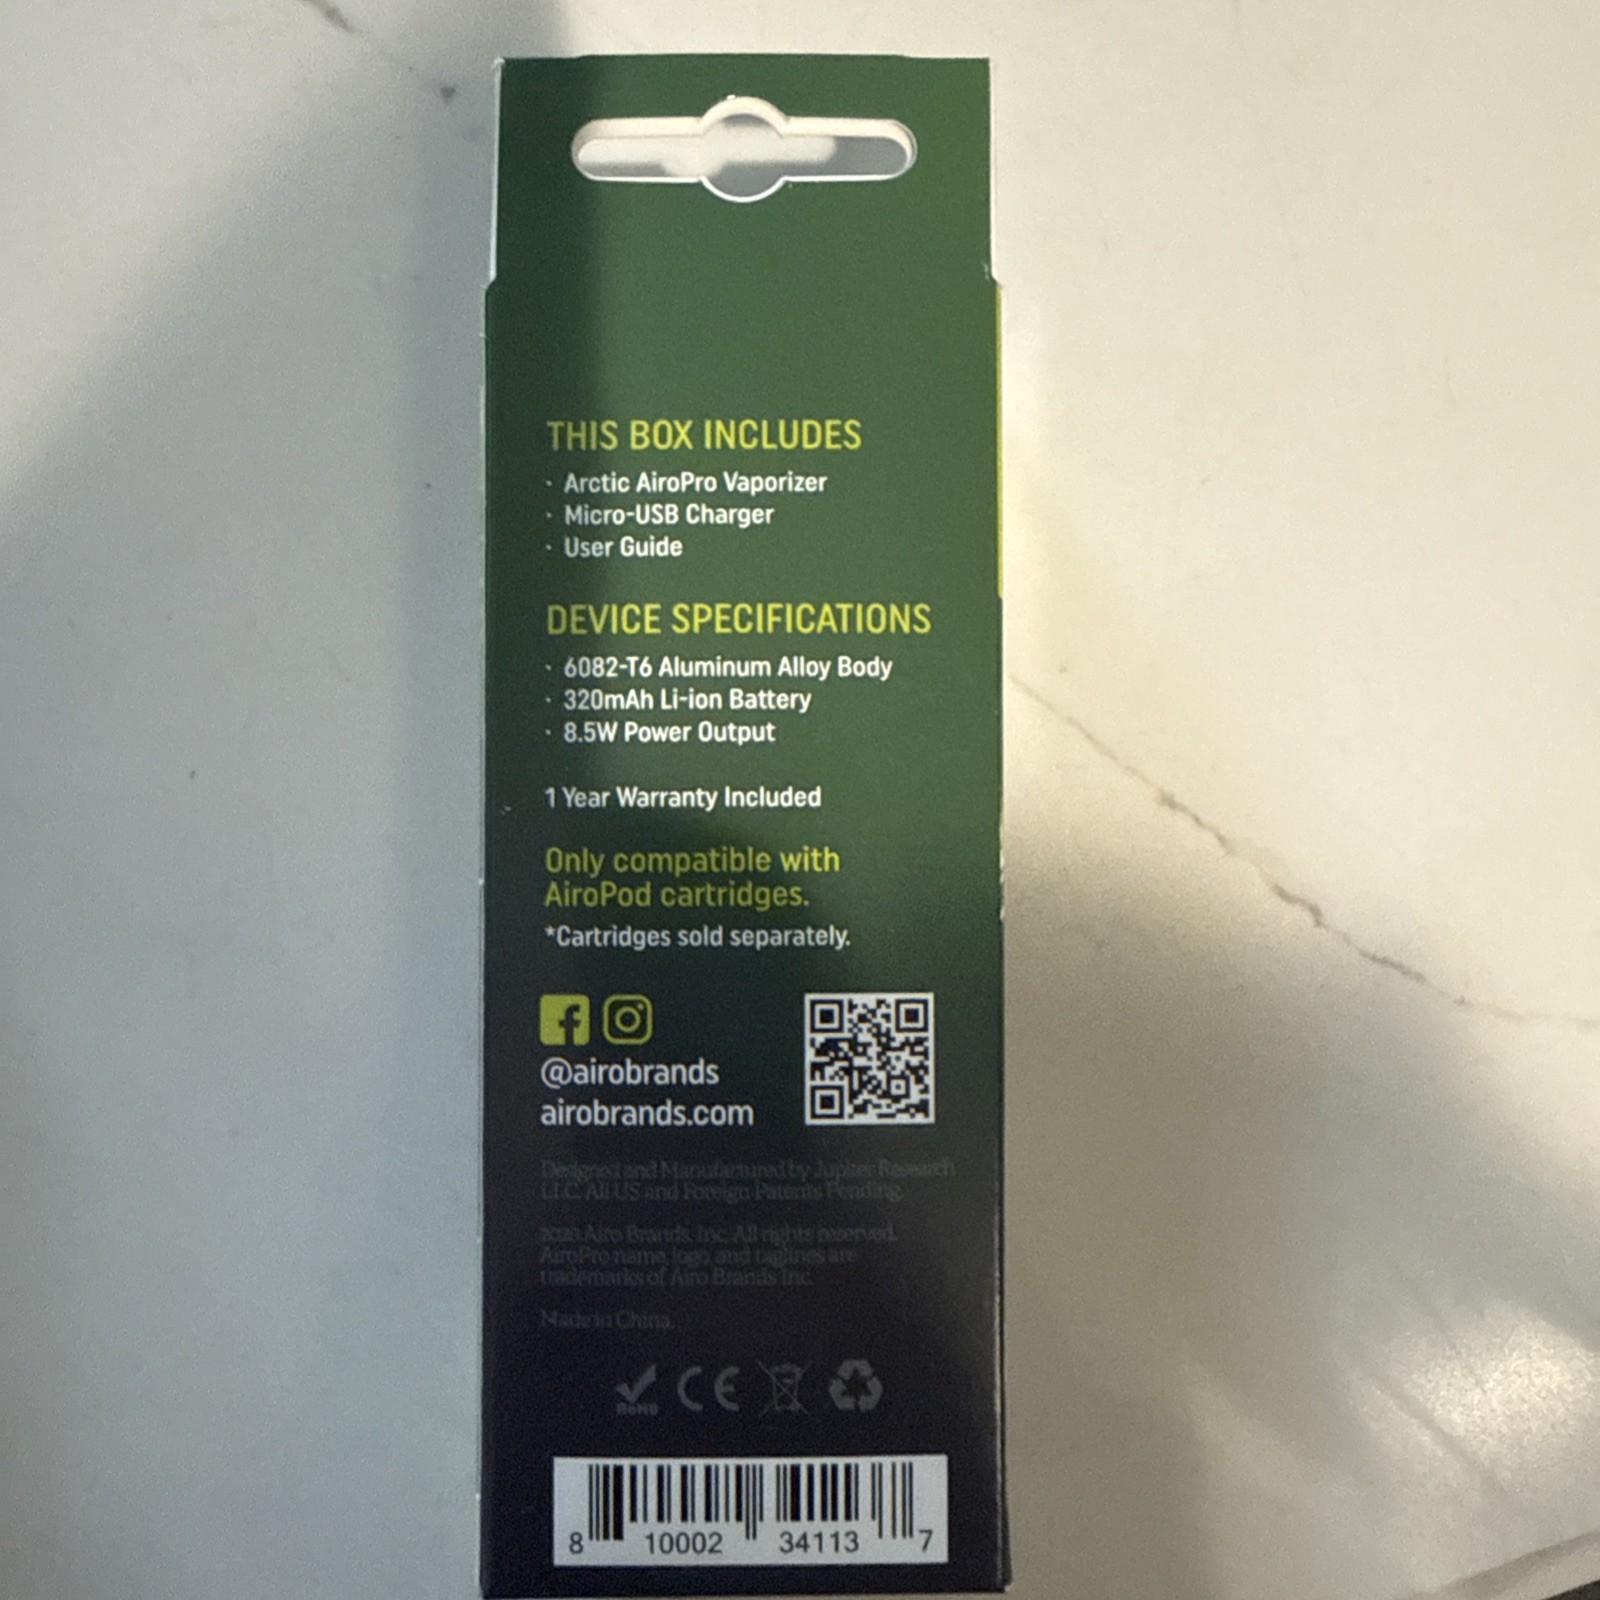 THIS BOX INCLUDES
· Arctic AiroPro Vaporizer
· Micro-USB Charger
· User Guide
DEVICE SPECIFICATIONS
· 6082-T6 Aluminum Alloy Body
· 320mAh Li-ion Battery
· 8.5W Power Output
1 Year Warranty Included
Only compatible with
AiroPod cartridges.
*Cartridges sold separately.
@airobrands
airobrands.com
Designed and Manufactured by Jupiter Research
LLC. All US and Foreign Patents Pending.
2020 Airo Brands, Inc. All rights reserved.
AiroPro name, logo, and taglines are
trademarks of Airo Brands Inc.
Made in China.
RoHS CE
8 10002 34113 7